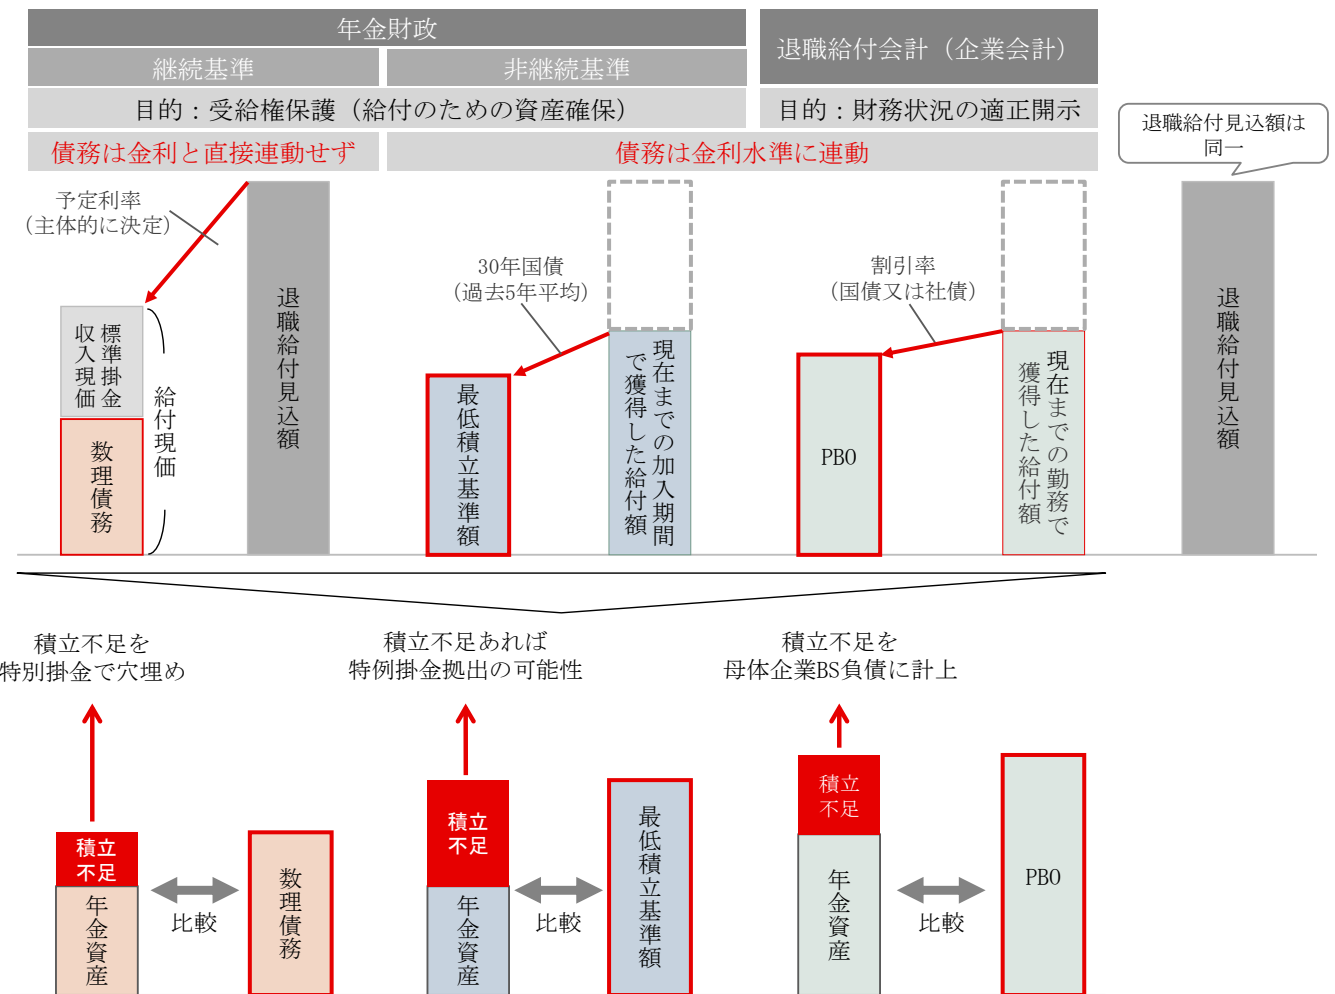 年金財政
退職給付会計（企業会計）
継続基準
非継続基準
目的：受給権保護（給付のための資産確保）
目的：財務状況の適正開示
債務は金利と直接連動せず
債務は金利水準に連動
退職給付見込額は
同一
予定利率
（主体的に決定）
標準掛金
収入現価
数理債務
給付現価
退職給付見込額
30年国債
（過去5年平均）
最低積立基準額
現在までの加入期間
で獲得した給付額
割引率
（国債又は社債）
PBO
現在までの勤務で
獲得した給付額
退職給付見込額
積立不足を
特別掛金で穴埋め
積立不足あれば
特例掛金拠出の可能性
積立不足を
母体企業BS負債に計上
積立
不足
年金資産
比較
数理債務
積立
不足
年金資産
比較
最低積立基準額
積立
不足
年金資産
比較
PBO